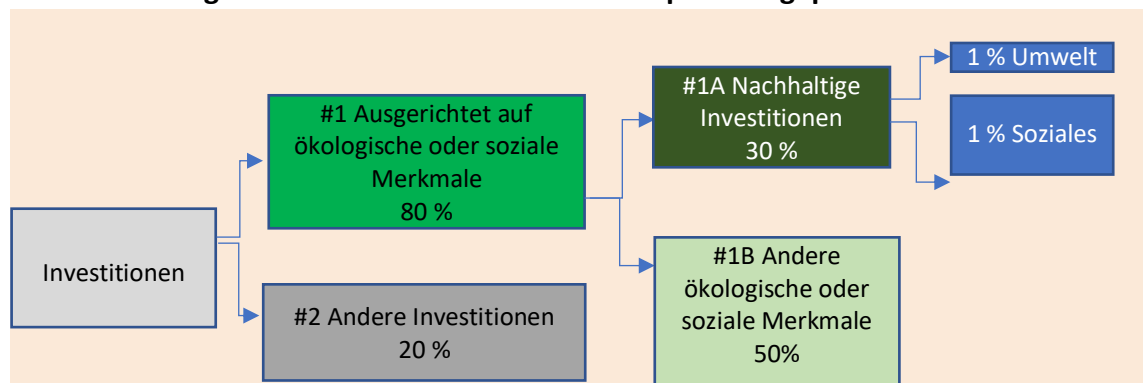 Investitionen
#1 Ausgerichtet auf
ökologische oder soziale
Merkmale
80 %
#2 Andere Investitionen
20 %
#1A Nachhaltige
Investitionen
30 %
#1B Andere
ökologische oder
soziale Merkmale
50%
1 % Umwelt
1 % Soziales